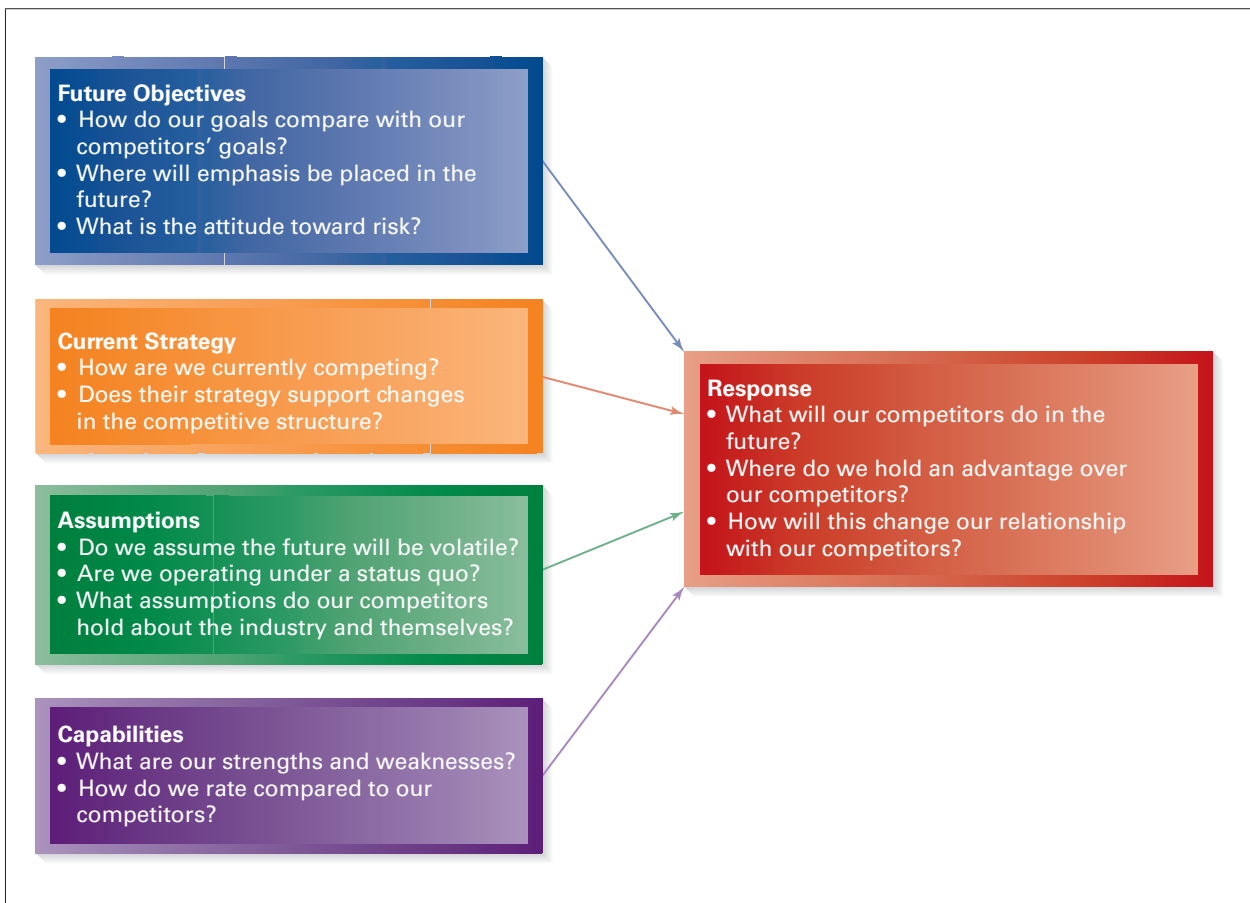 Future Objectives
• How do our goals compare with our
competitors’ goals?
• Where will emphasis be placed in the
future?
• What is the attitude toward risk?
Current Strategy
• How are we currently competing?
• Does their strategy support changes
in the competitive structure?
Assumptions
• Do we assume the future will be volatile?
• Are we operating under a status quo?
• What assumptions do our competitors
hold about the industry and themselves?
Capabilities
• What are our strengths and weaknesses?
• How do we rate compared to our
competitors?
Response
• What will our competitors do in the
future?
• Where do we hold an advantage over
our competitors?
• How will this change our relationship
with our competitors?